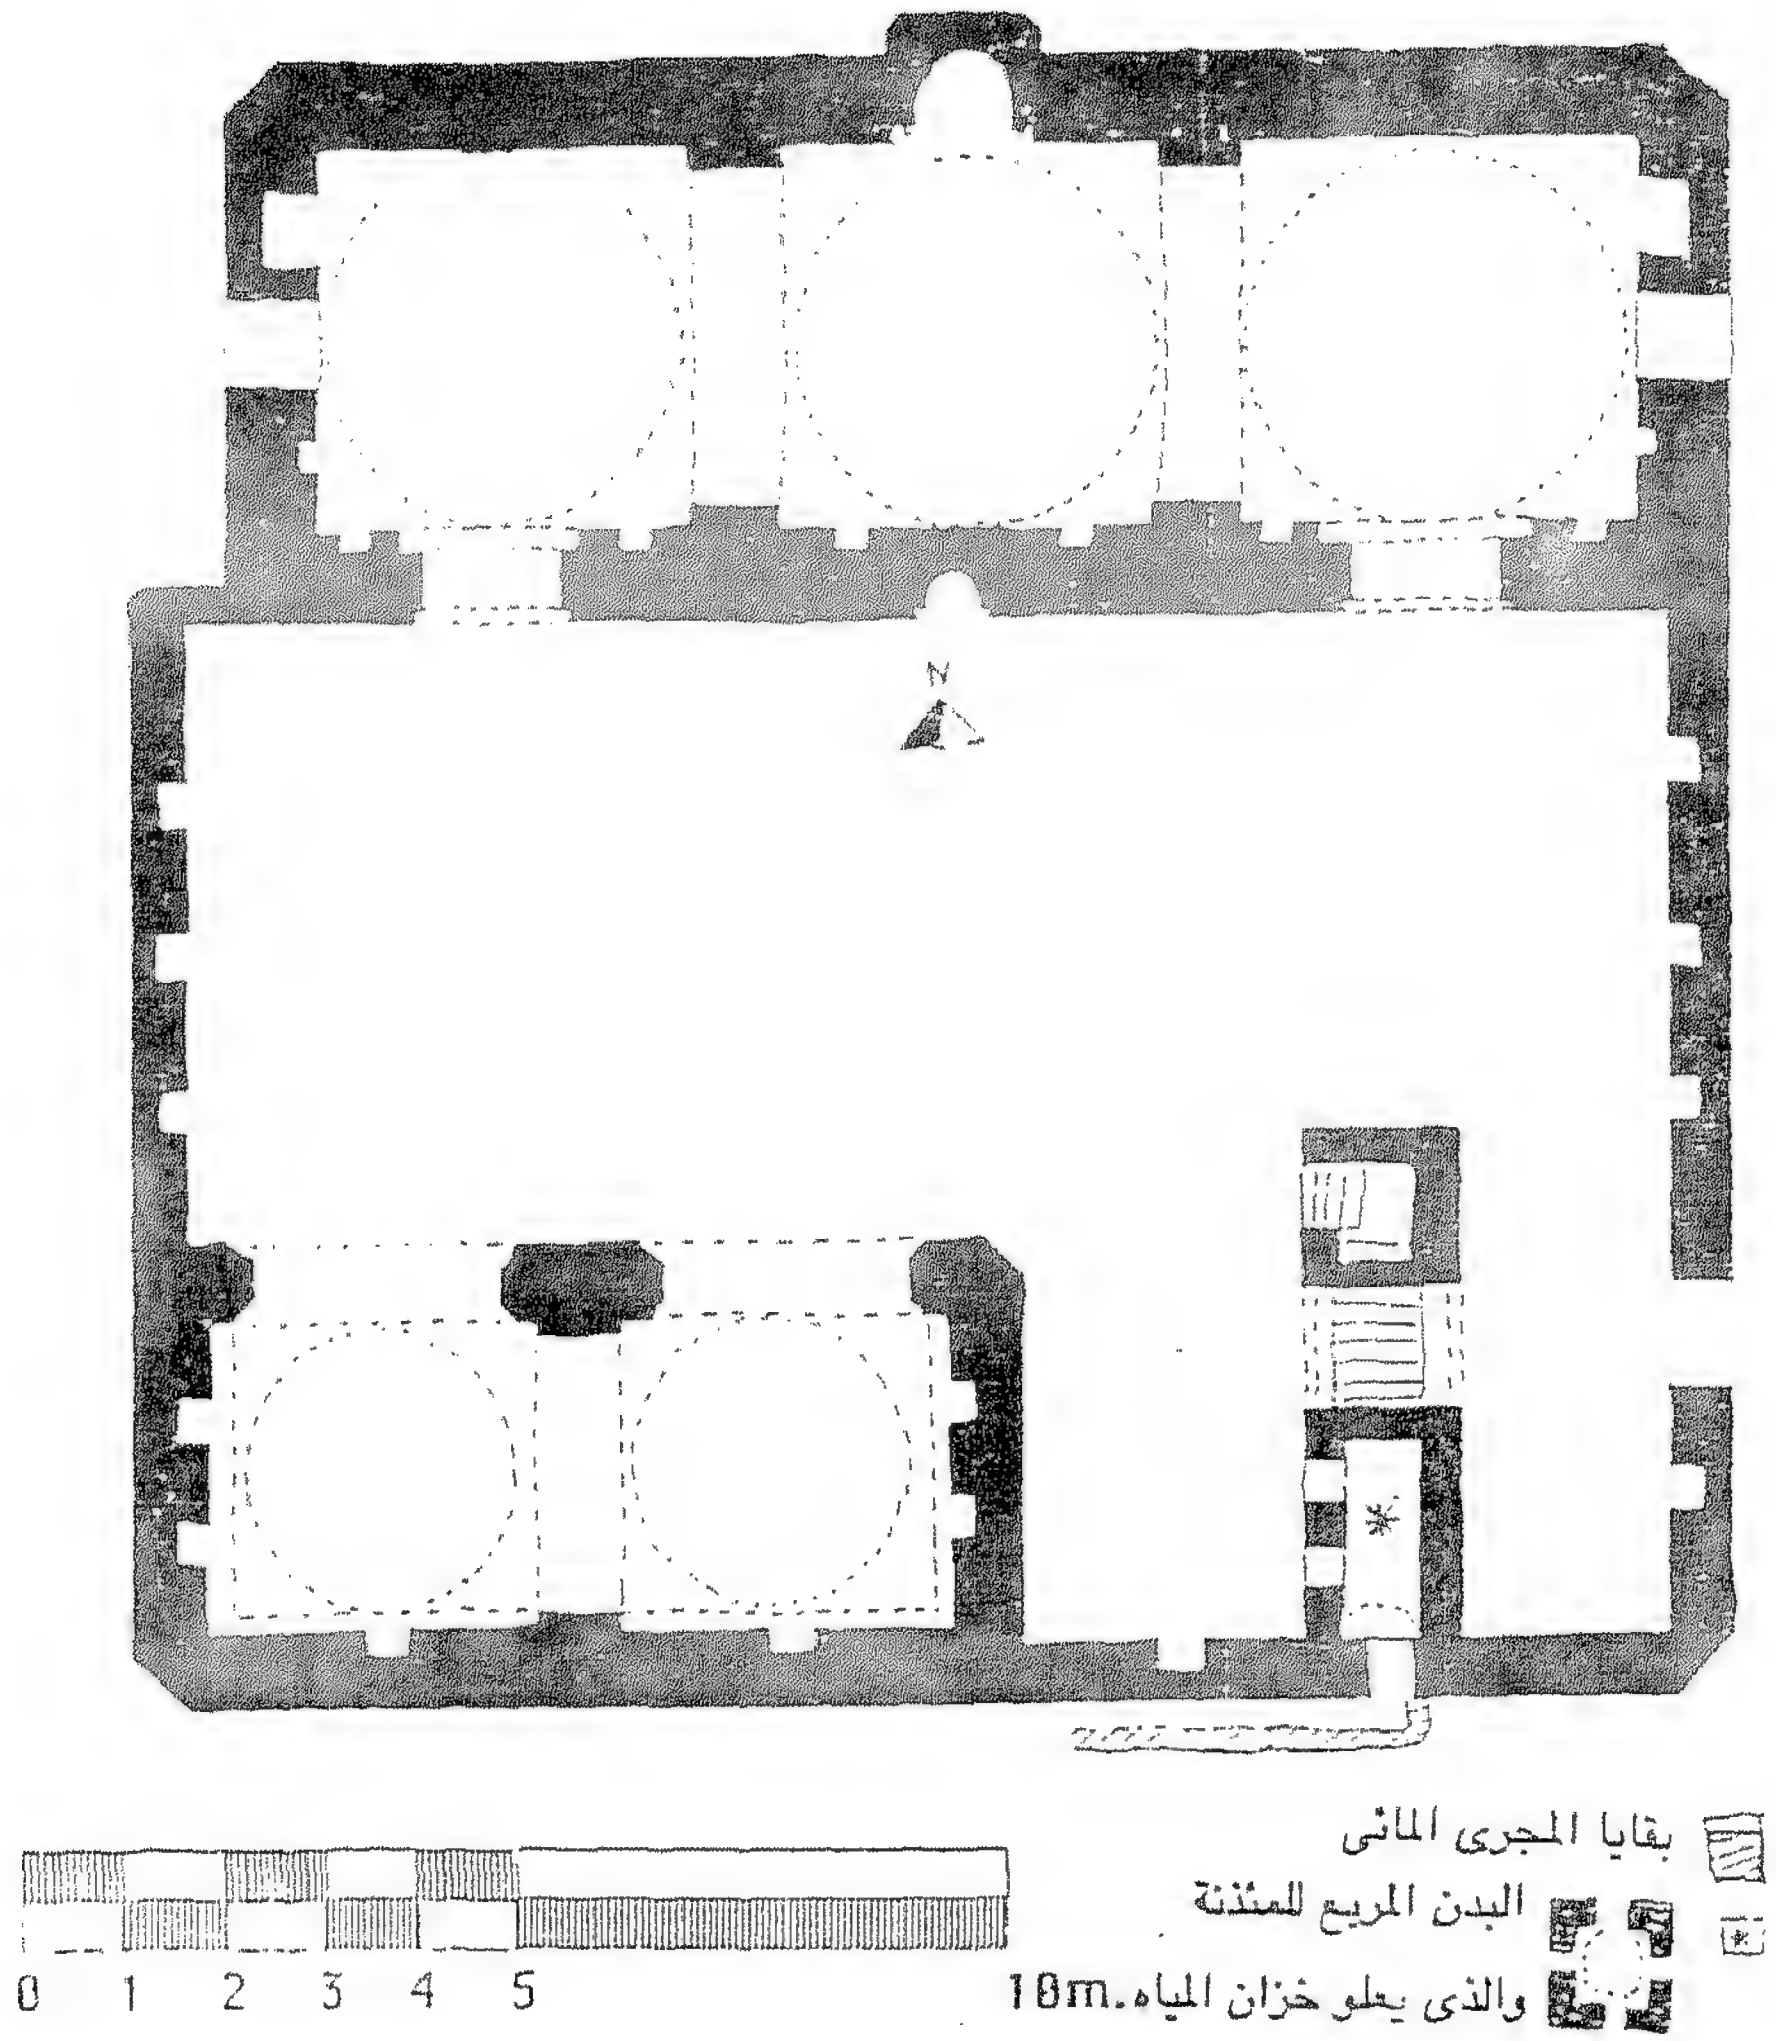 N
بقايا المجرى المائى
البدن المربع للمئذنة
والذى يعلو خزان المياه
0 1 2 3 4 5 10m.